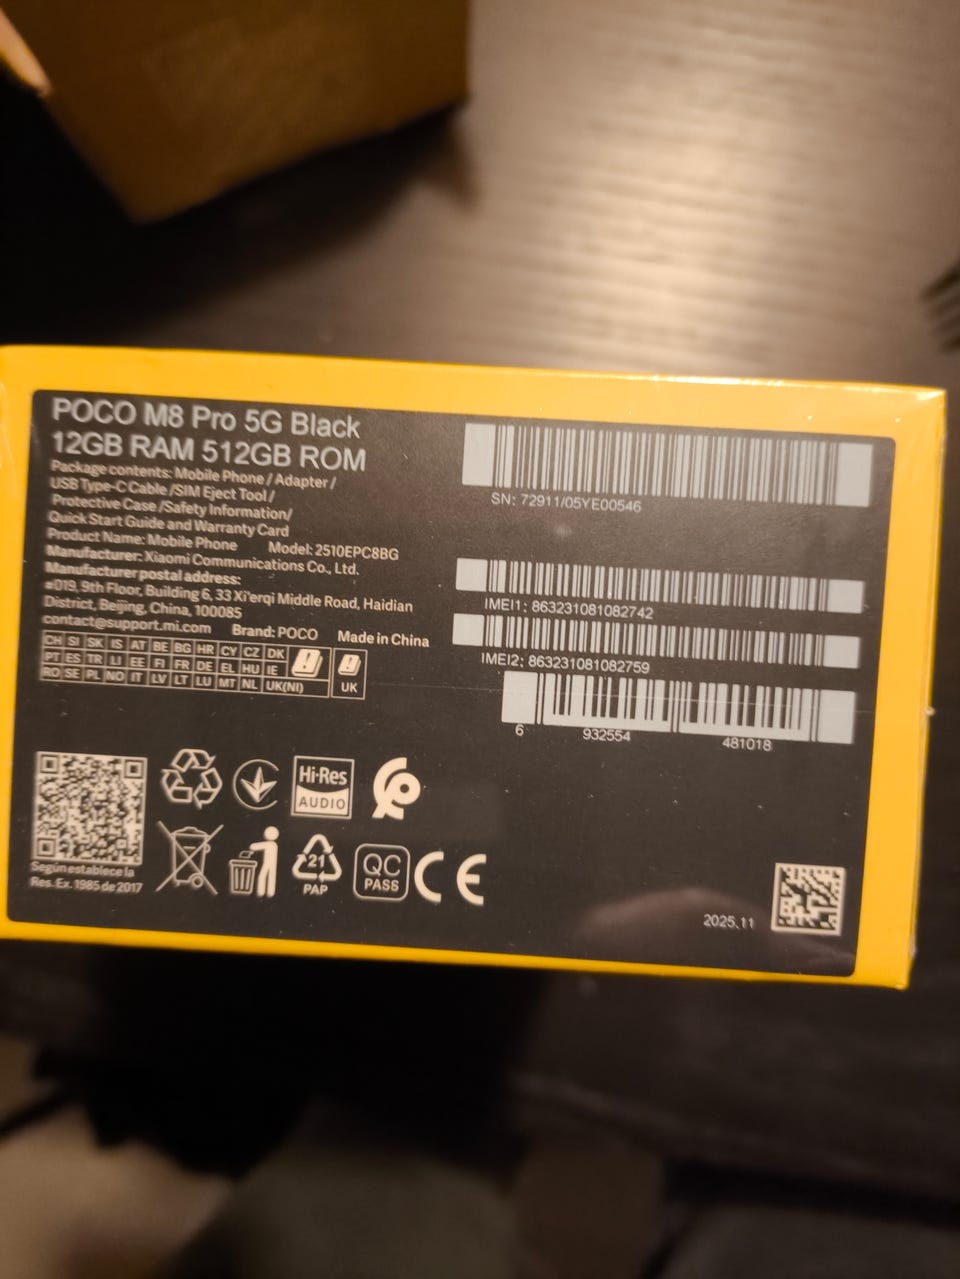 POCO M8 Pro 5G Black
12GB RAM 512GB ROM
Package contents: Mobile Phone / Adapter /
USB Type-C Cable /SIM Eject Tool /
Protective Case /Safety Information/
Quick Start Guide and Warranty Card
Product Name: Mobile Phone Model: 2510EPC8BG
Manufacturer: Xiaomi Communications Co., Ltd.
Manufacturer postal address:
#019, 9th Floor, Building 6, 33 Xi'erqi Middle Road, Haidian
District, Beijing, China, 100085
contact@support.mi.com Brand: POCO Made in China
CH SI SK IS AT BE BG HR CY CZ DK
PT ES TR LI EE FI FR DE EL HU IE
RO SE PL NO IT LV LT LU MT NL UK(NI)
UK
SN: 72911/05YE00546
IMEI1: 863231081082742
IMEI2: 863231081082759
6 932554 481018
Hi-Res
AUDIO
Según establece la
Res. Ex. 1985 de 2017
21
PAP
QC
PASS
CE
2025.11